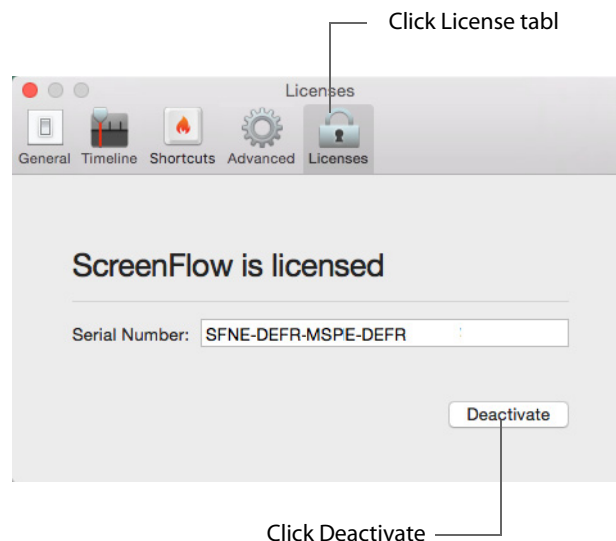 Click License tabl
Licenses
General Timeline Shortcuts Advanced Licenses
ScreenFlow is licensed
Serial Number: SFNE-DEFR-MSPE-DEFR
Deactivate
Click Deactivate